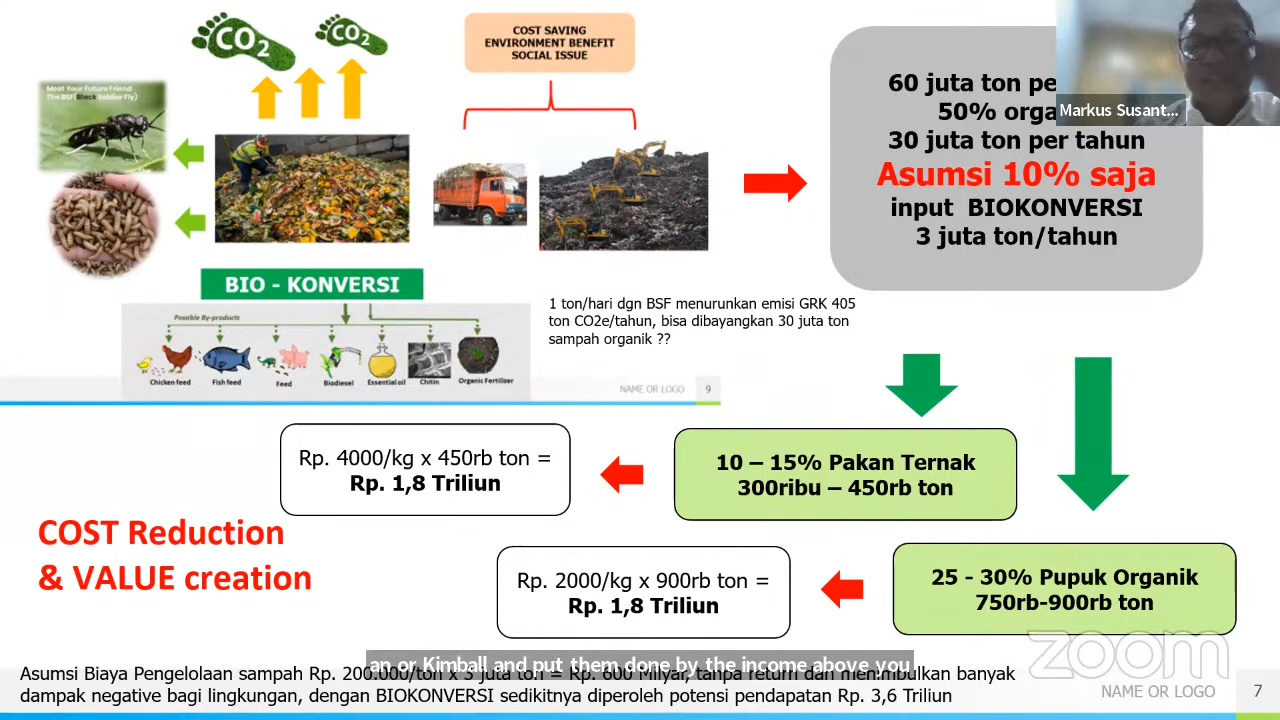 CO2
CO2
COST SAVING
ENVIRONMENT BENEFIT
SOCIAL ISSUE
Meet Your Future Friend
The BSF(Black Soldier Fly)
60 juta ton pe
50% orga
30 juta ton per tahun
Asumsi 10% saja
input BIOKONVERSI
3 juta ton/tahun
Markus Susant...
BIO - KONVERSI
Possible By-products
Chicken feed
Fish feed
Feed
Biodiesel
Essential oil
Chitin
Organic Fertilizer
1 ton/hari dgn BSF menurunkan emisi GRK 405
ton CO2e/tahun, bisa dibayangkan 30 juta ton
sampah organik ??
NAME OR LOGO
9
Rp. 4000/kg x 450rb ton =
Rp. 1,8 Triliun
10 – 15% Pakan Ternak
300ribu – 450rb ton
COST Reduction
& VALUE creation
Rp. 2000/kg x 900rb ton =
Rp. 1,8 Triliun
25 - 30% Pupuk Organik
750rb-900rb ton
zoom
an or Kimball and put them done by the income above you
Asumsi Biaya Pengelolaan sampah Rp. 200.000/ton x 3 juta ton = Rp. 600 Milyar, tanpa return dan menimbulkan banyak
dampak negative bagi lingkungan, dengan BIOKONVERSI sedikitnya diperoleh potensi pendapatan Rp. 3,6 Triliun
NAME OR LOGO
7